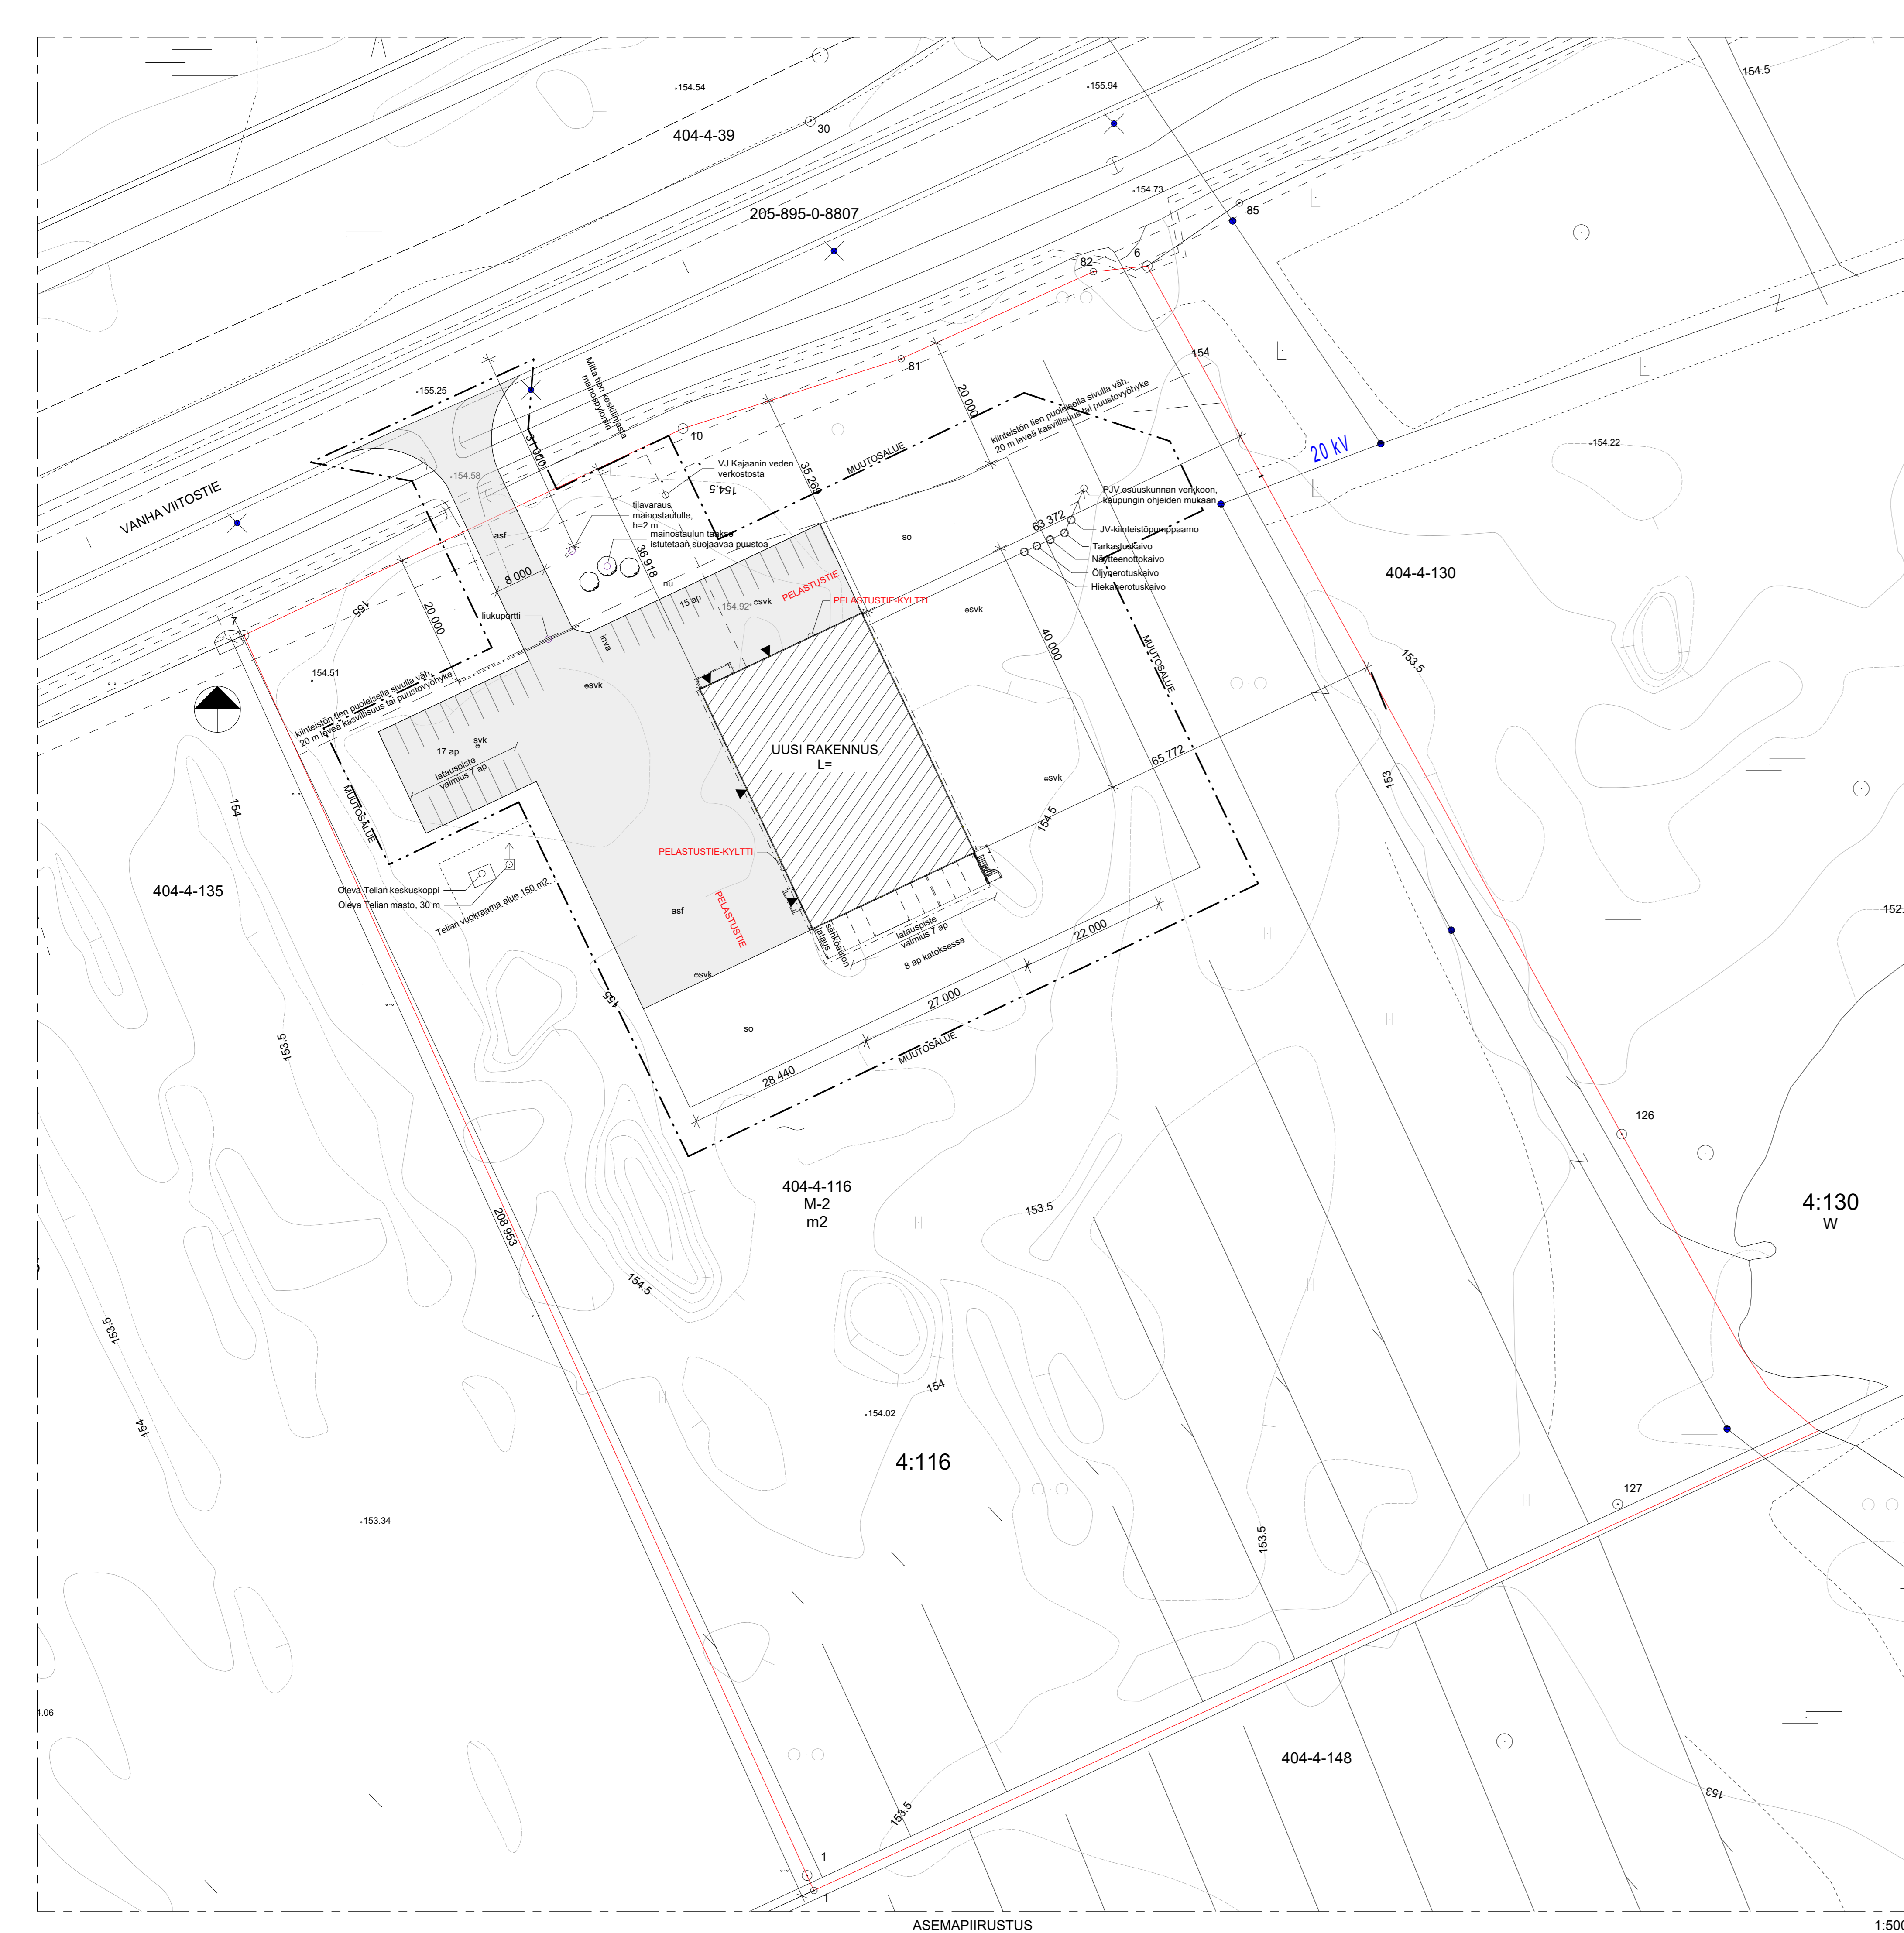 154.5
154.54
155.94
404-4-39
30
154.73
205-895-0-8807
85
82
6
81
154
20 000
155.25
Mitta tien keskilinjasta
mainospyloniin
31 000
10
kiinteistön tien puoleisella sivulla väh.
20 m leveä kasvillisuus tai puustovyöhyke
154.22
20 kV
MUUTOSALUE
35 269
VJ Kajaanin veden
verkostosta
154.5
154.58
VANHA VIITOSTIE
PJV osuuskunnan verkoon,
kaupungin ohjeiden mukaan
tilavaraus
mainostaululle,
h=2 m
63 372
JV-kiinteistöpumppaamo
asf
mainostaulun taakse
istutetaan suojaavaa puustoa
so
Tarkastuskaivo
Näytteenottokaivo
Öljynerotuskaivo
Hiekanerotuskaivo
404-4-130
36 918
8 000
nu
PELASTUSTIE
155
20 000
15 ap
154.92
svk
PELASTUSTIE-KYLTTI
svk
liukuportti
7
inva
40 000
MUUTOSALUE
153.5
154.51
svk
kiinteistön tien puoleisella sivulla väh.
20 m leveä kasvillisuus tai puustovyöhyke
svk
17 ap
UUSI RAKENNUS
L=
65 772
latauspiste
valmius 7 ap
svk
153
154
MUUTOSALUE
154.5
PELASTUSTIE-KYLTTI
404-4-135
Oleva Telian keskuskoppi
Oleva Telian masto, 30 m
Telian vuokraama alue 150 m2
asf
PELASTUSTIE
sähköauton
lataus
latauspiste
valmius 7 ap
8 ap katoksessa
22 000
152.
svk
155
27 000
so
153.5
MUUTOSALUE
28 440
126
404-4-116
M-2
m2
4:130
W
153.5
208 953
154.5
153.5
154
154
154.02
4:116
127
153.34
153.5
4.06
404-4-148
153
153.5
1
1
ASEMAPIIRUSTUS
1:500